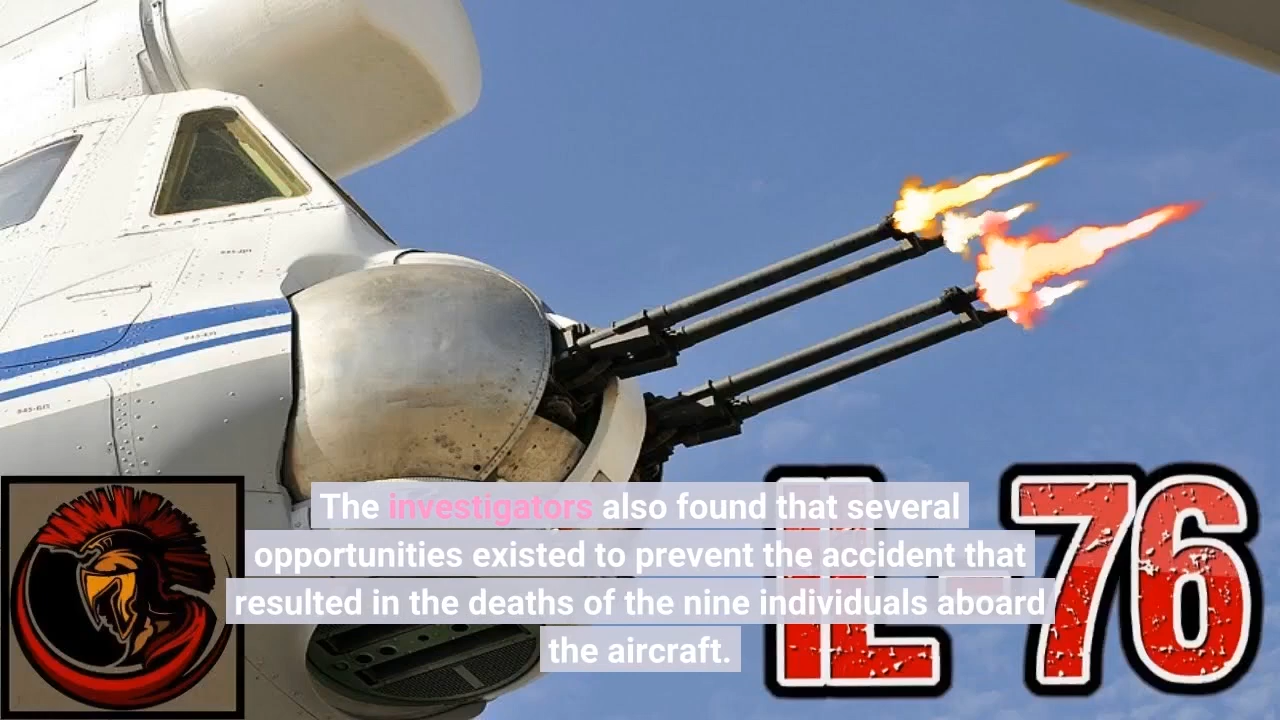 The investigators also found that several
opportunities existed to prevent the accident that
resulted in the deaths of the nine individuals aboard
the aircraft.
IL-76